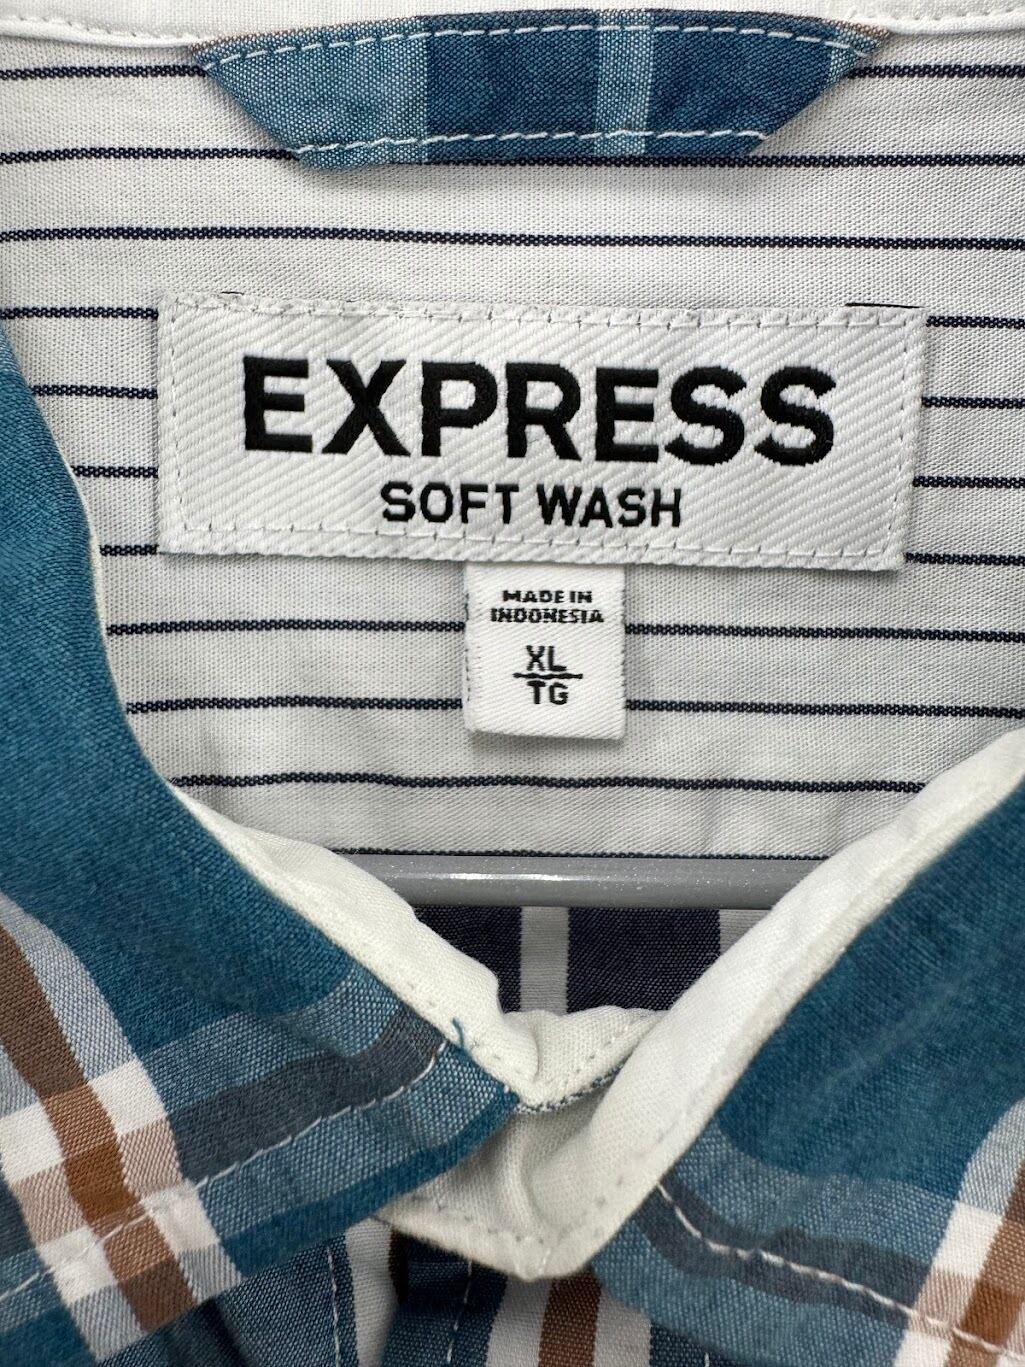 EXPRESS
SOFT WASH
MADE IN
INDONESIA
XL
TG